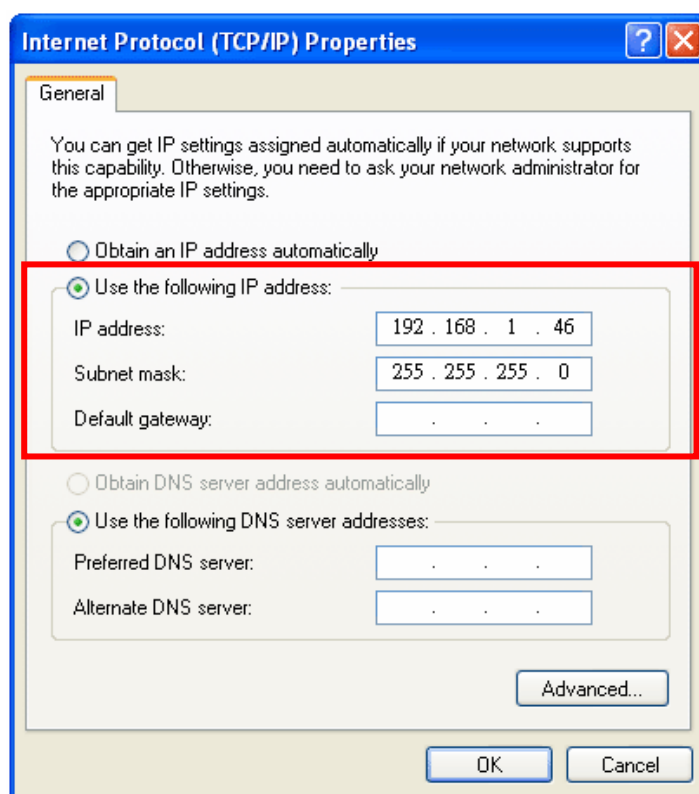 Internet Protocol (TCP/IP) Properties
General
You can get IP settings assigned automatically if your network supports
this capability. Otherwise, you need to ask your network administrator for
the appropriate IP settings.
Obtain an IP address automatically
Use the following IP address:
IP address: 192 . 168 . 1 . 46
Subnet mask: 255 . 255 . 255 . 0
Default gateway: . . .
Obtain DNS server address automatically
Use the following DNS server addresses:
Preferred DNS server: . . .
Alternate DNS server: . . .
Advanced...
OK Cancel